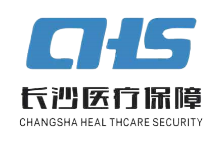 CHS
长沙医疗保障
CHANGSHA HEAL THCARE SECURITY